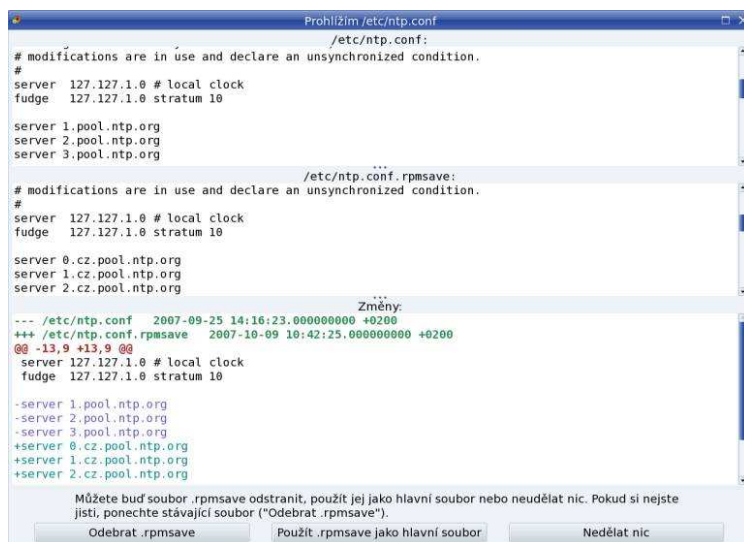 Prohlížím /etc/ntp.conf
/etc/ntp.conf:
# modifications are in use and declare an unsynchronized condition.
#
server  127.127.1.0 # local clock
fudge   127.127.1.0 stratum 10
server 1.pool.ntp.org
server 2.pool.ntp.org
server 3.pool.ntp.org
/etc/ntp.conf.rpmsave:
# modifications are in use and declare an unsynchronized condition.
#
server  127.127.1.0 # local clock
fudge   127.127.1.0 stratum 10
server 0.cz.pool.ntp.org
server 1.cz.pool.ntp.org
server 2.cz.pool.ntp.org
Změny:
--- /etc/ntp.conf   2007-09-25 14:16:23.000000000 +0200
+++ /etc/ntp.conf.rpmsave   2007-10-09 10:42:25.000000000 +0200
@@ -13,9 +13,9 @@
 server 127.127.1.0 # local clock
 fudge  127.127.1.0 stratum 10
-server 1.pool.ntp.org
-server 2.pool.ntp.org
-server 3.pool.ntp.org
+server 0.cz.pool.ntp.org
+server 1.cz.pool.ntp.org
+server 2.cz.pool.ntp.org
Můžete buď soubor .rpmsave odstranit, použít jej jako hlavní soubor nebo neudělat nic. Pokud si nejste
jisti, ponechte stávající soubor ("Odebrat .rpmsave").
Odebrat .rpmsave
Použít .rpmsave jako hlavní soubor
Nedělat nic